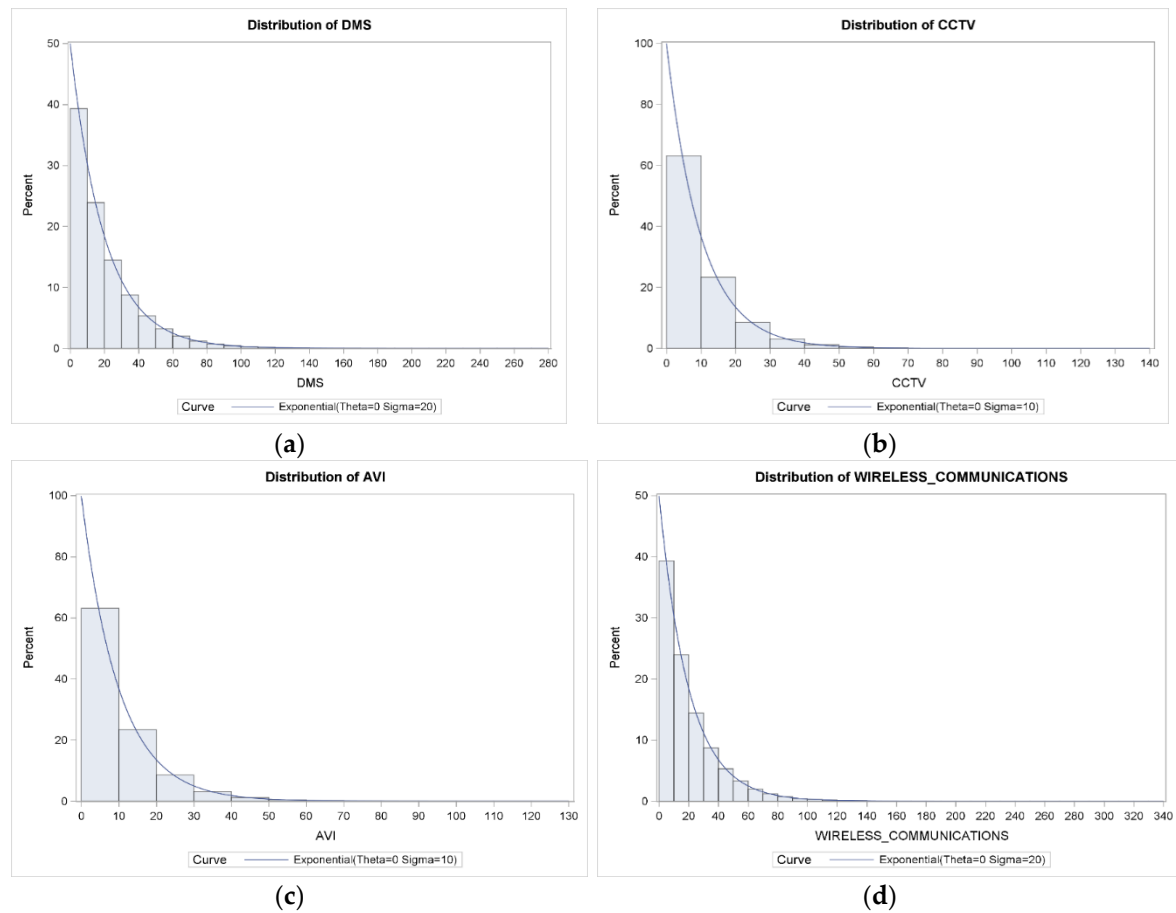 Distribution of DMS
50
40
30
20
10
0
Percent
0 20 40 60 80 100 120 140 160 180 200 220 240 260 280
DMS
Curve Exponential(Theta=0 Sigma=20)
(a)
Distribution of CCTV
100
80
60
40
20
0
Percent
0 10 20 30 40 50 60 70 80 90 100 110 120 130 140
CCTV
Curve Exponential(Theta=0 Sigma=10)
(b)
Distribution of AVI
100
80
60
40
20
0
Percent
0 10 20 30 40 50 60 70 80 90 100 110 120 130
AVI
Curve Exponential(Theta=0 Sigma=10)
(c)
Distribution of WIRELESS_COMMUNICATIONS
50
40
30
20
10
0
Percent
0 20 40 60 80 100 120 140 160 180 200 220 240 260 280 300 320 340
WIRELESS_COMMUNICATIONS
Curve Exponential(Theta=0 Sigma=20)
(d)